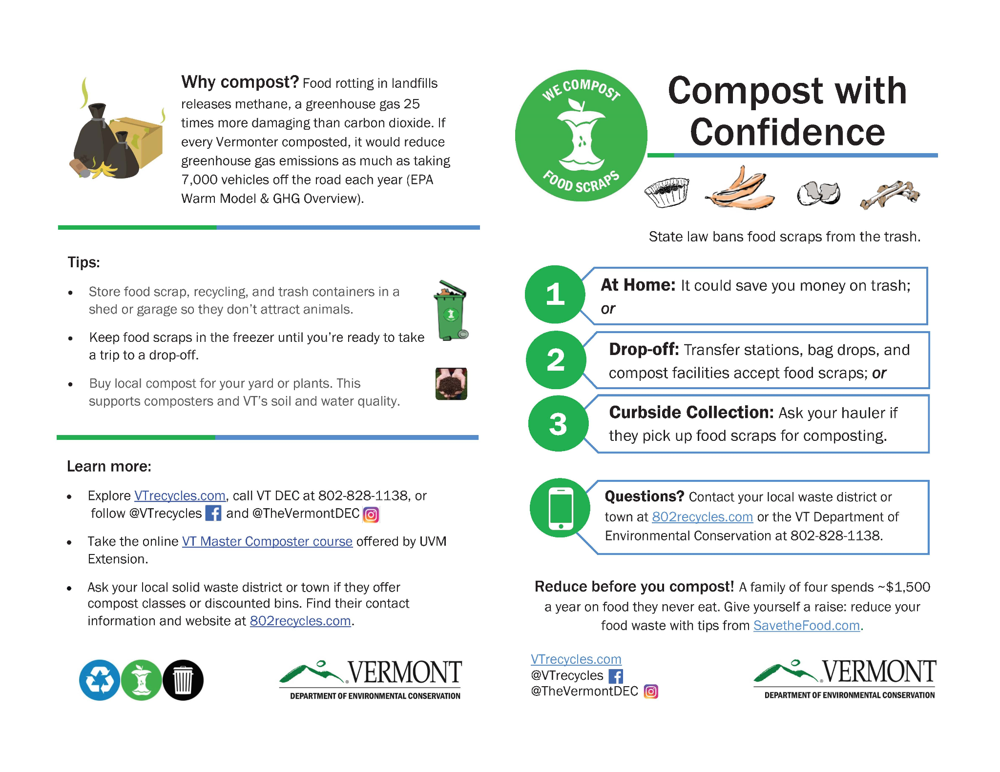 Why compost? Food rotting in landfills
releases methane, a greenhouse gas 25
times more damaging than carbon dioxide. If
every Vermonter composted, it would reduce
greenhouse gas emissions as much as taking
7,000 vehicles off the road each year (EPA
Warm Model & GHG Overview).
Tips:
• Store food scrap, recycling, and trash containers in a
shed or garage so they don’t attract animals.
• Keep food scraps in the freezer until you’re ready to take
a trip to a drop-off.
• Buy local compost for your yard or plants. This
supports composters and VT’s soil and water quality.
Learn more:
• Explore VTrecycles.com, call VT DEC at 802-828-1138, or
follow @VTrecycles and @TheVermontDEC
• Take the online VT Master Composter course offered by UVM
Extension.
• Ask your local solid waste district or town if they offer
compost classes or discounted bins. Find their contact
information and website at 802recycles.com.
VERMONT
DEPARTMENT OF ENVIRONMENTAL CONSERVATION
WE COMPOST
FOOD SCRAPS
Compost with
Confidence
State law bans food scraps from the trash.
1
At Home: It could save you money on trash;
or
2
Drop-off: Transfer stations, bag drops, and
compost facilities accept food scraps; or
3
Curbside Collection: Ask your hauler if
they pick up food scraps for composting.
Questions? Contact your local waste district or
town at 802recycles.com or the VT Department of
Environmental Conservation at 802-828-1138.
Reduce before you compost! A family of four spends ~$1,500
a year on food they never eat. Give yourself a raise: reduce your
food waste with tips from SavetheFood.com.
VTrecycles.com
@VTrecycles
@TheVermontDEC
VERMONT
DEPARTMENT OF ENVIRONMENTAL CONSERVATION